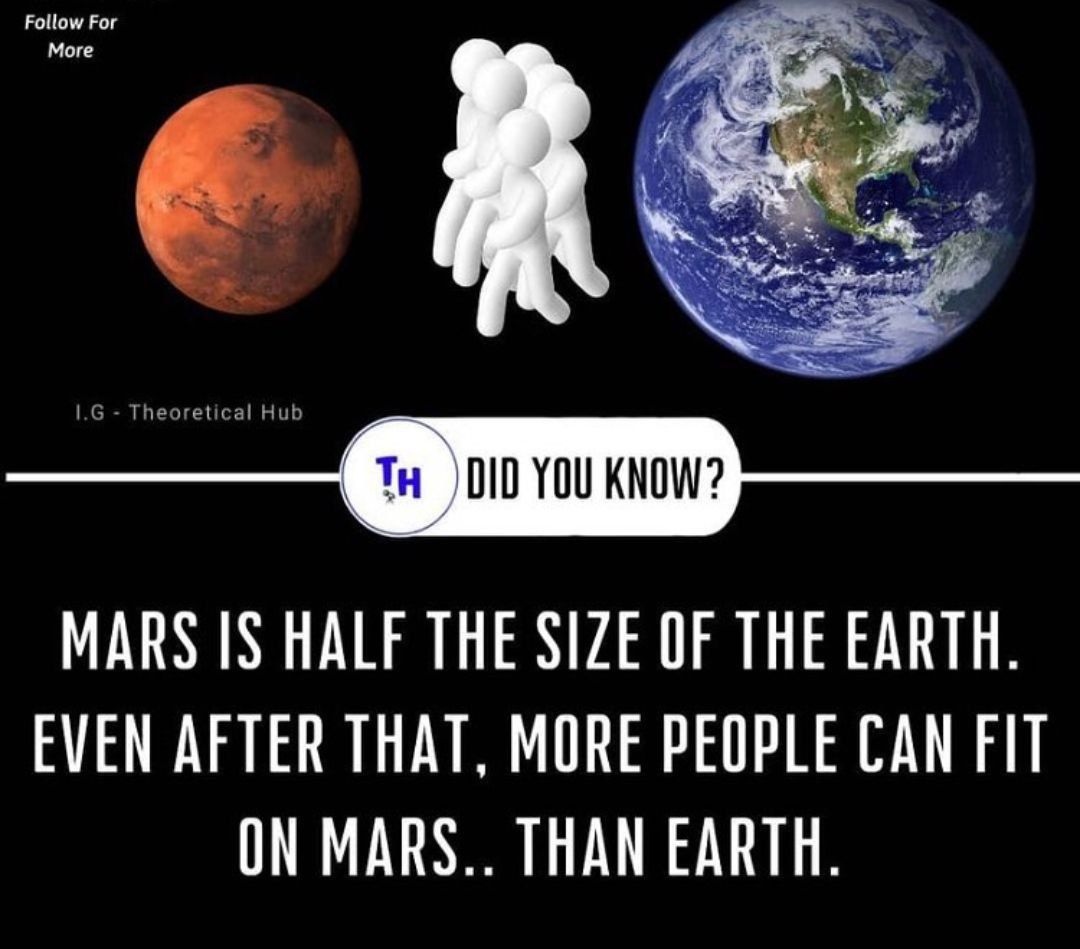 Follow For
More
I.G - Theoretical Hub
TH
DID YOU KNOW?
MARS IS HALF THE SIZE OF THE EARTH.
EVEN AFTER THAT, MORE PEOPLE CAN FIT
ON MARS.. THAN EARTH.